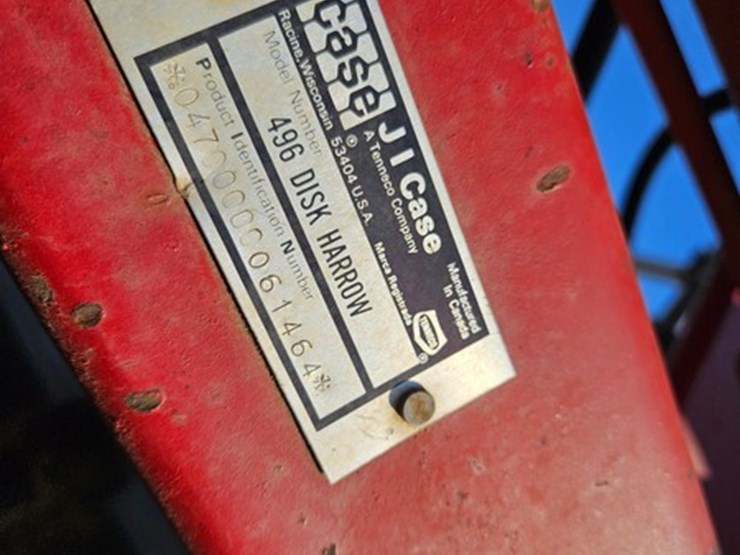 case
®
J I Case
A Tenneco Company
Manufactured
In Canada
Racine, Wisconsin 53404 U.S.A.
Marca Registrada
TENNECO
®
Model Number
496 DISK HARROW
Product Identification Number
*0470000061464*